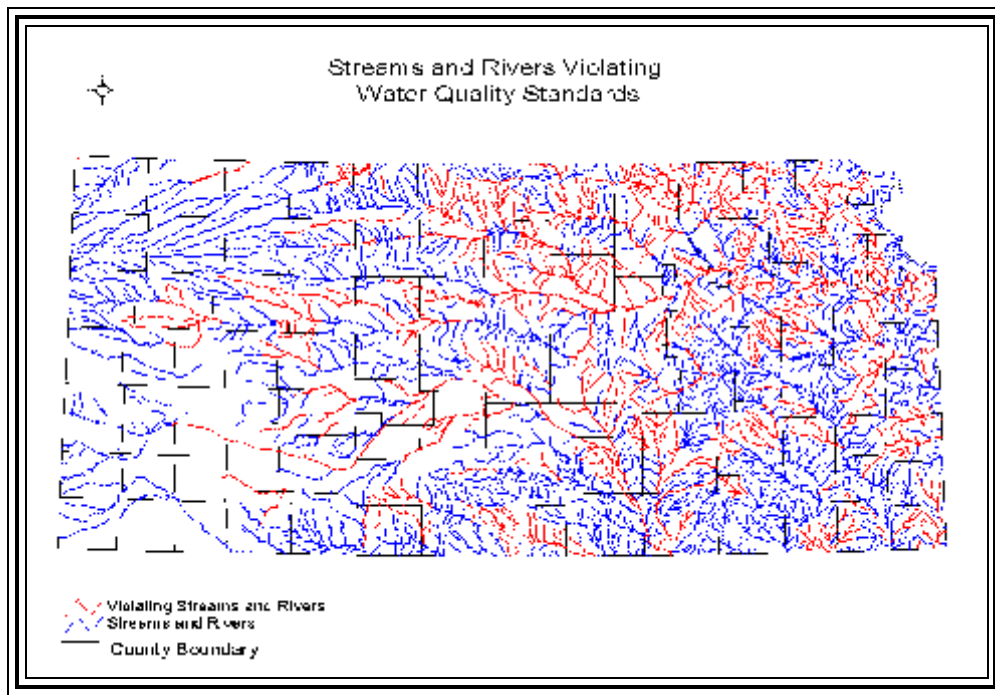 Streams and Rivers Violating
Water Quality Standards
Violating Streams and Rivers
Streams and Rivers
County Boundary